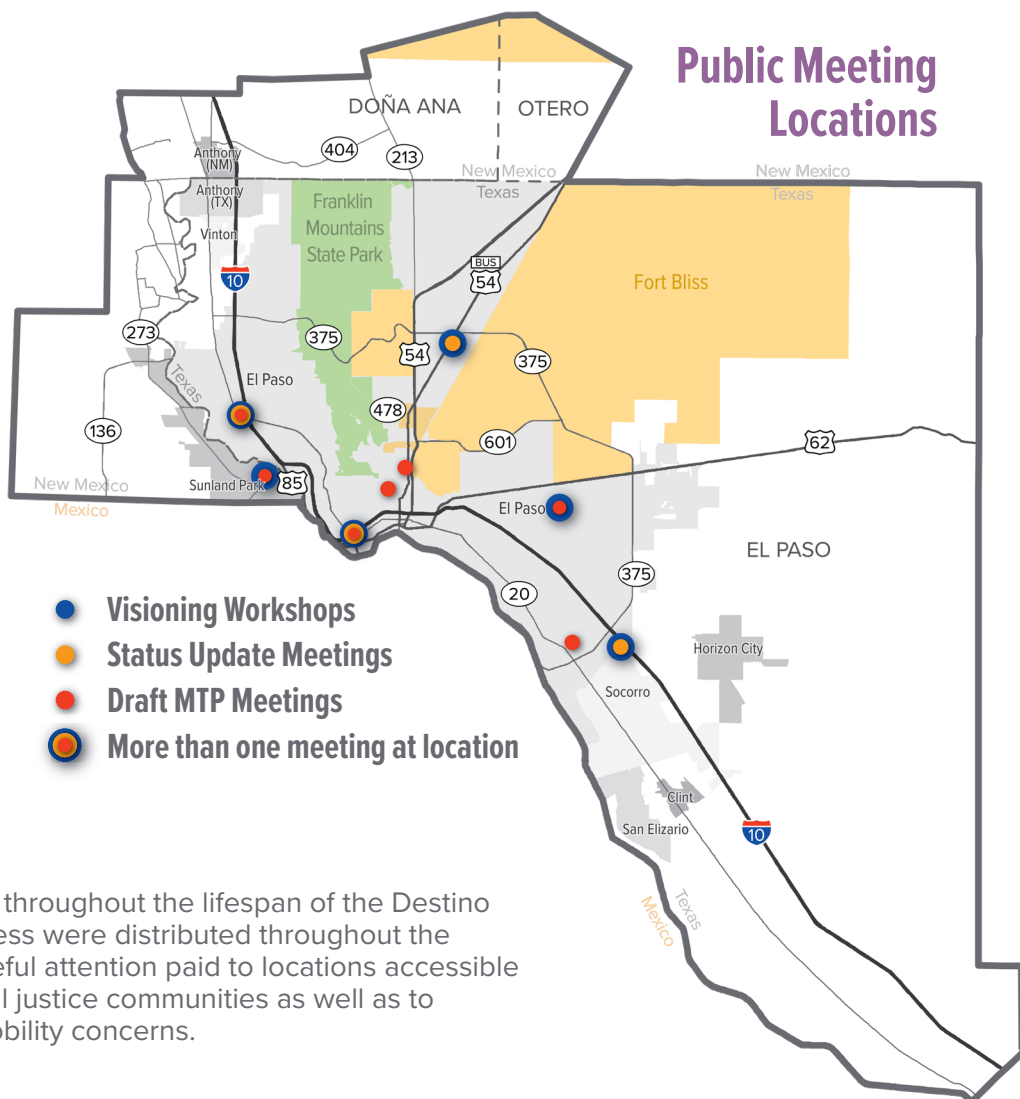 Public Meeting
Locations
DOÑA ANA
OTERO
404
213
Anthony
(NM)
New Mexico
Texas
New Mexico
Texas
Anthony
(TX)
Franklin
Mountains
State Park
Vinton
BUS
54
10
Fort Bliss
273
375
54
375
Texas
El Paso
478
136
601
62
New Mexico
Mexico
Sunland Park
85
El Paso
EL PASO
375
20
Visioning Workshops
Status Update Meetings
Draft MTP Meetings
More than one meeting at location
Horizon City
Socorro
Clint
San Elizario
10
Texas
Mexico
throughout the lifespan of the Destino
ess were distributed throughout the
eful attention paid to locations accessible
l justice communities as well as to
obility concerns.